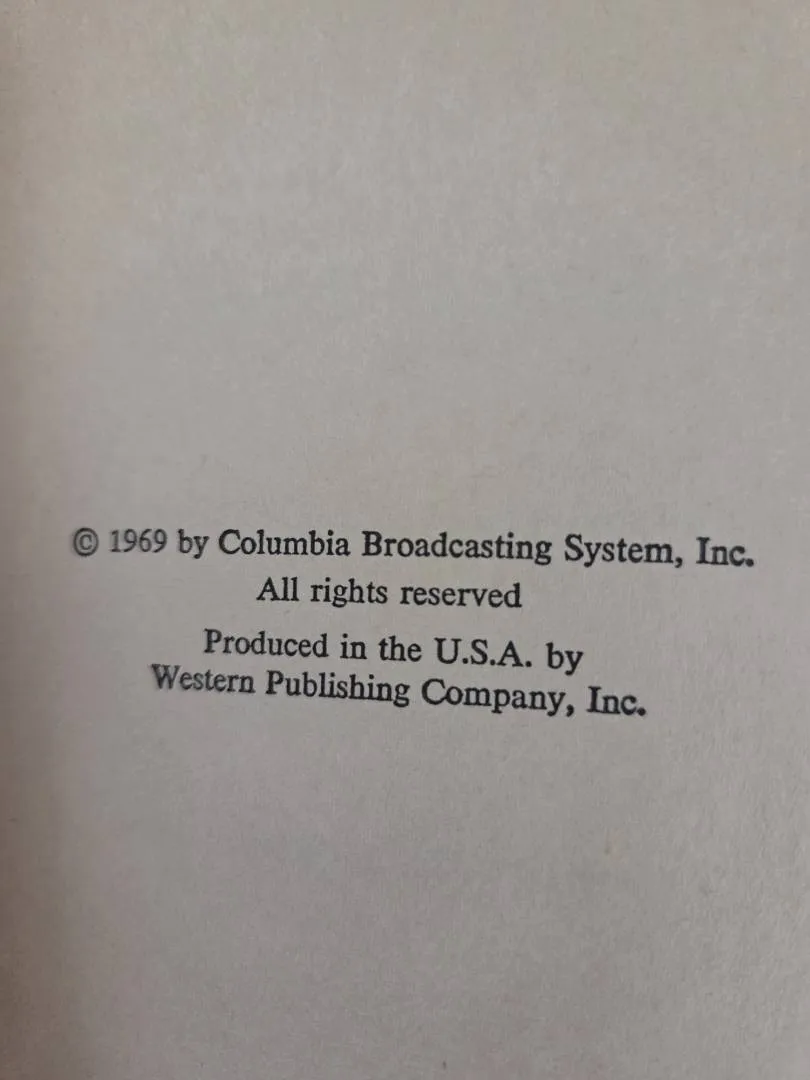 © 1969 by Columbia Broadcasting System, Inc.
All rights reserved
Produced in the U.S.A. by
Western Publishing Company, Inc.